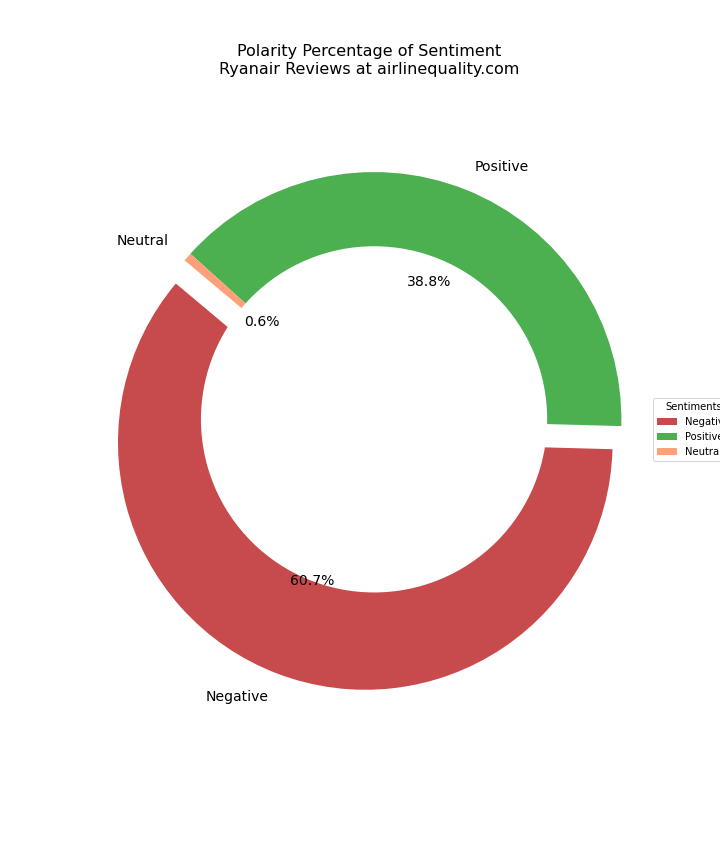 Polarity Percentage of Sentiment
Ryanair Reviews at airlinequality.com
Positive
Neutral
38.8%
0.6%
Sentiments
Negativ
Positive
Neutra
60.7%
Negative